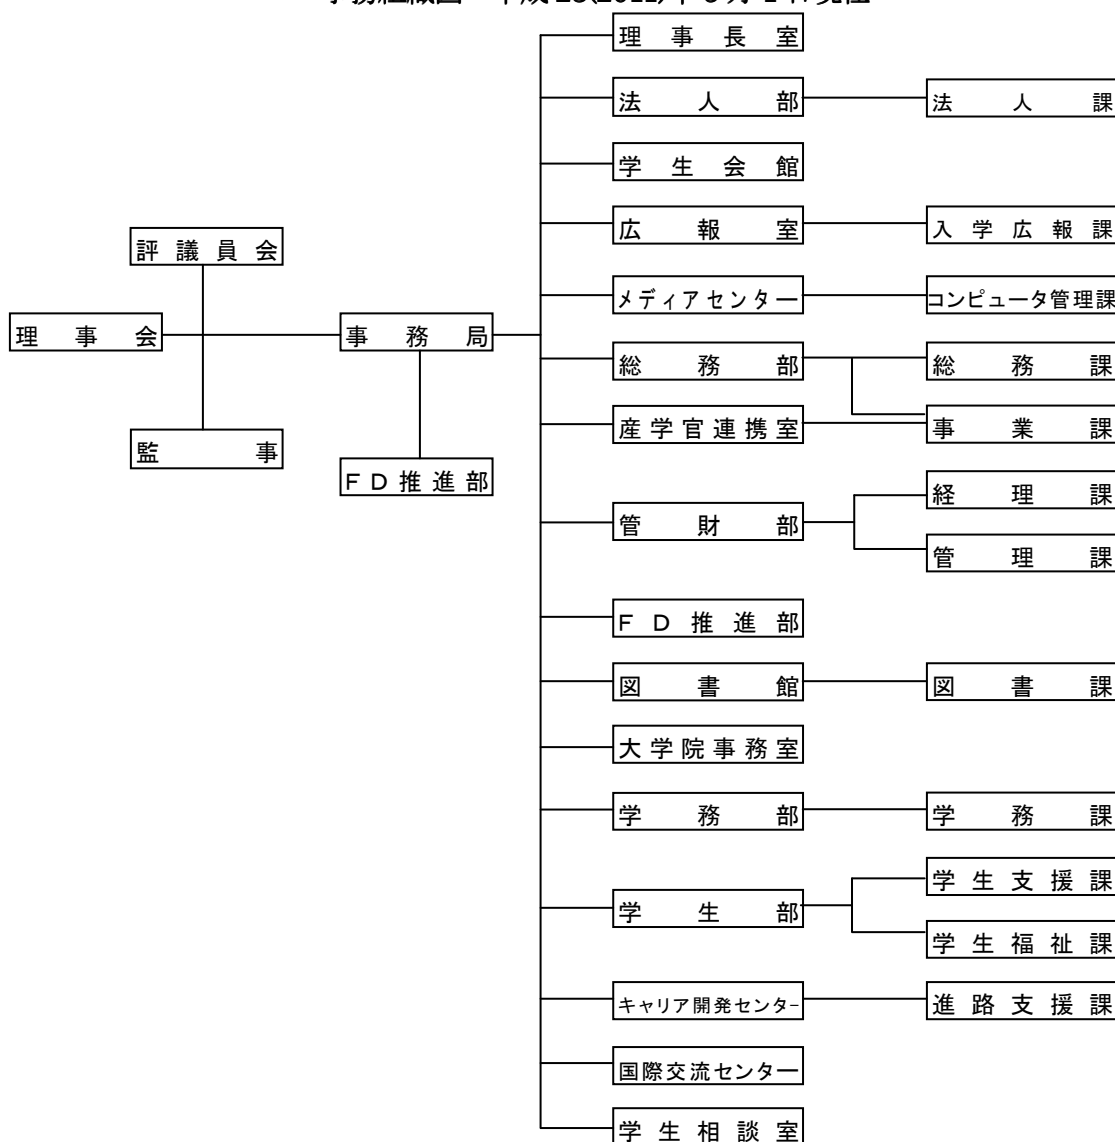 理事長室
法人部 法人課
学生会館
広報室 入学広報課
評議員会
メディアセンター コンピュータ管理課
理事会 事務局
総務部 総務課
産学官連携室 事業課
監事
FD推進部
経理課
管財部
管理課
FD推進部
図書館 図書課
大学院事務室
学務部 学務課
学生支援課
学生部
学生福祉課
キャリア開発センター 進路支援課
国際交流センター
学生相談室